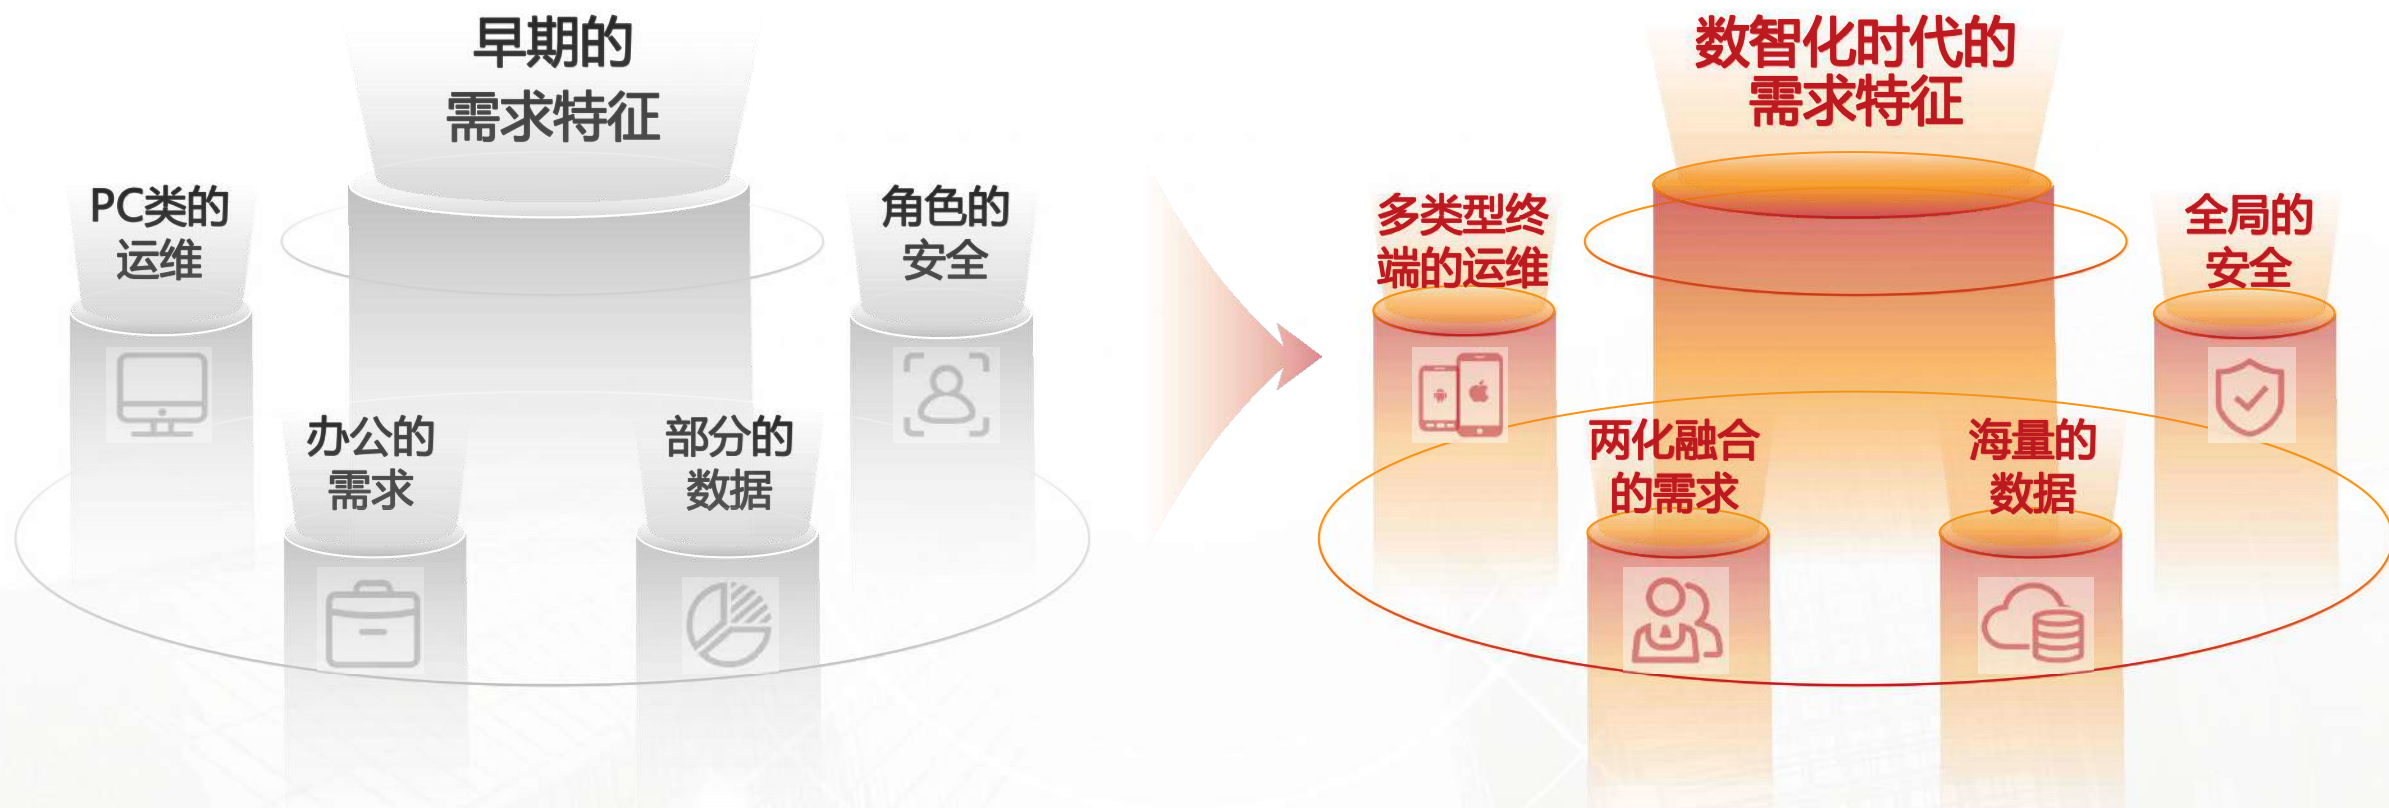 早期的
需求特征
PC类的
运维
办公的
需求
部分的
数据
角色的
安全
数智化时代的
需求特征
多类型终
端的运维
两化融合
的需求
海量的
数据
全局的
安全